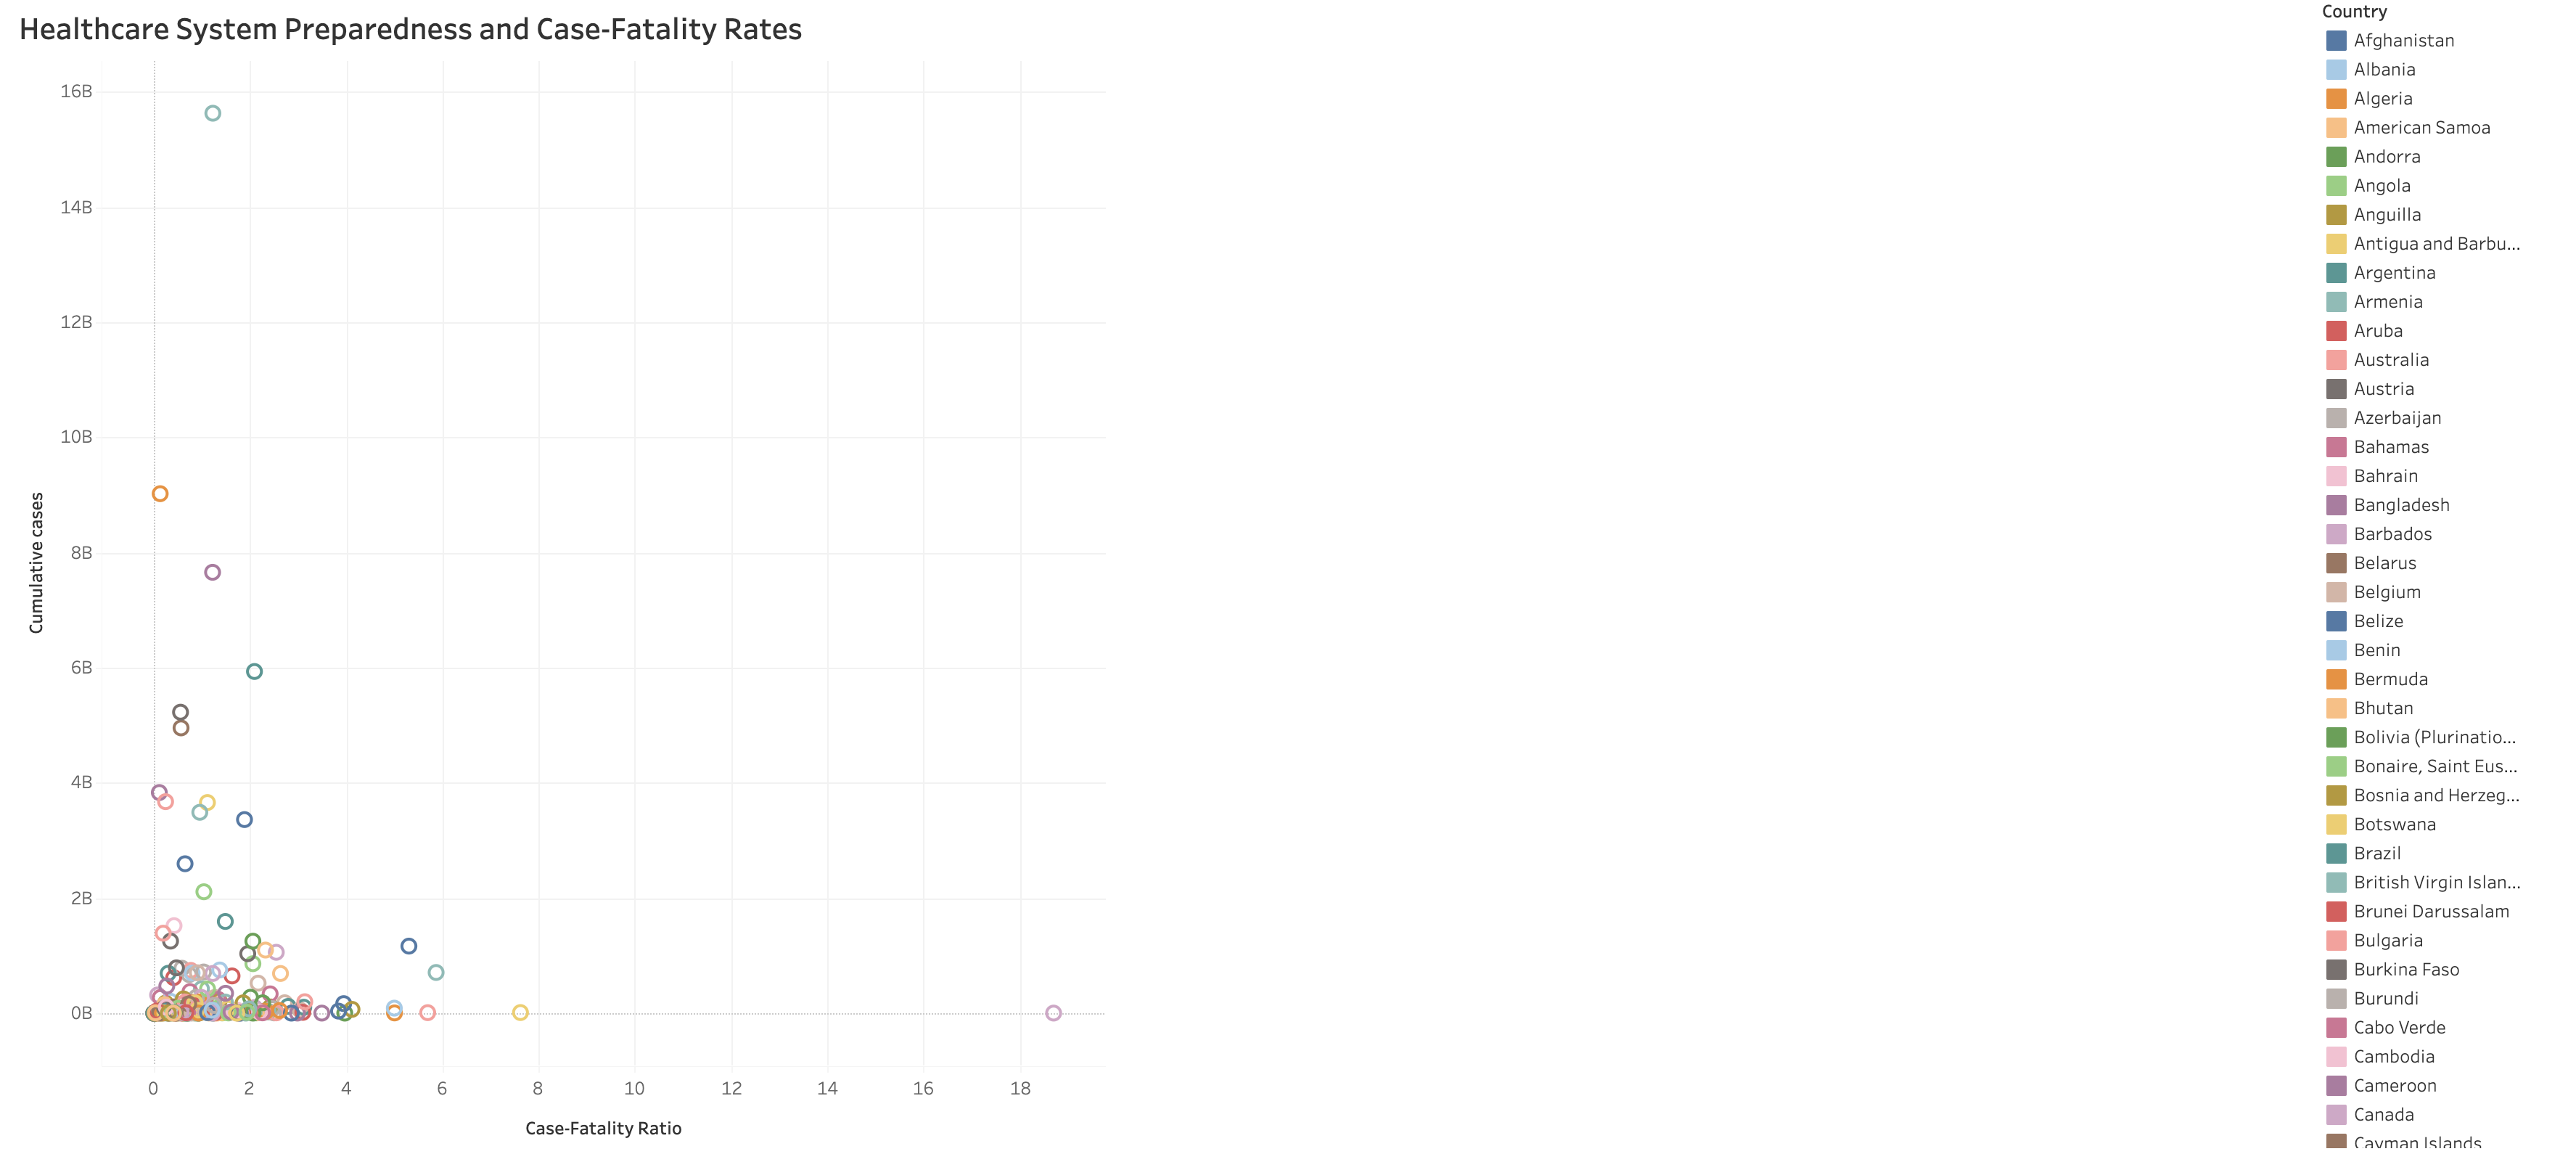 Healthcare System Preparedness and Case-Fatality Rates
16B
14B
12B
10B
8B
6B
4B
2B
0B
Cumulative cases
0 2 4 6 8 10 12 14 16 18
Case-Fatality Ratio
Country
Afghanistan
Albania
Algeria
American Samoa
Andorra
Angola
Anguilla
Antigua and Barbu...
Argentina
Armenia
Aruba
Australia
Austria
Azerbaijan
Bahamas
Bahrain
Bangladesh
Barbados
Belarus
Belgium
Belize
Benin
Bermuda
Bhutan
Bolivia (Plurinatio...
Bonaire, Saint Eus...
Bosnia and Herzeg...
Botswana
Brazil
British Virgin Islan...
Brunei Darussalam
Bulgaria
Burkina Faso
Burundi
Cabo Verde
Cambodia
Cameroon
Canada
Cayman Islands